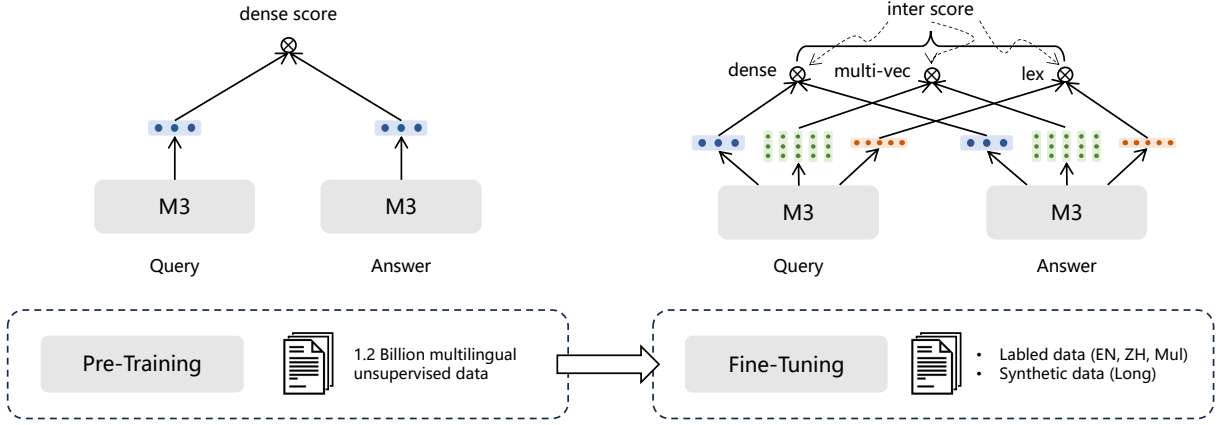 dense score
M3
M3
Query
Answer
inter score
dense
multi-vec
lex
M3
M3
Query
Answer
Pre-Training
1.2 Billion multilingual
unsupervised data
Fine-Tuning
• Labled data (EN, ZH, Mul)
• Synthetic data (Long)